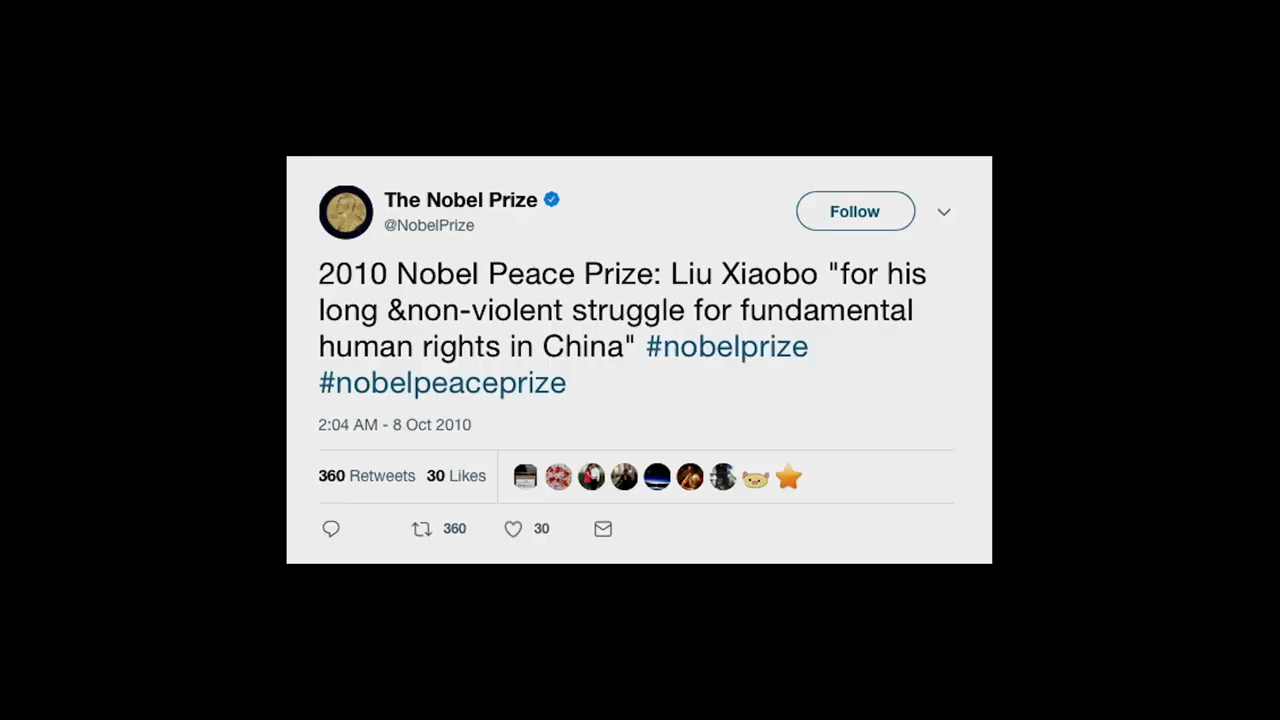 The Nobel Prize
@NobelPrize
Follow
2010 Nobel Peace Prize: Liu Xiaobo "for his
long &non-violent struggle for fundamental
human rights in China" #nobelprize
#nobelpeaceprize
2:04 AM - 8 Oct 2010
360 Retweets 30 Likes
360 30